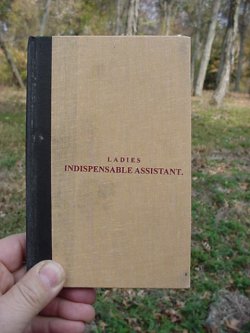 LADIES
INDISPENSABLE ASSISTANT.